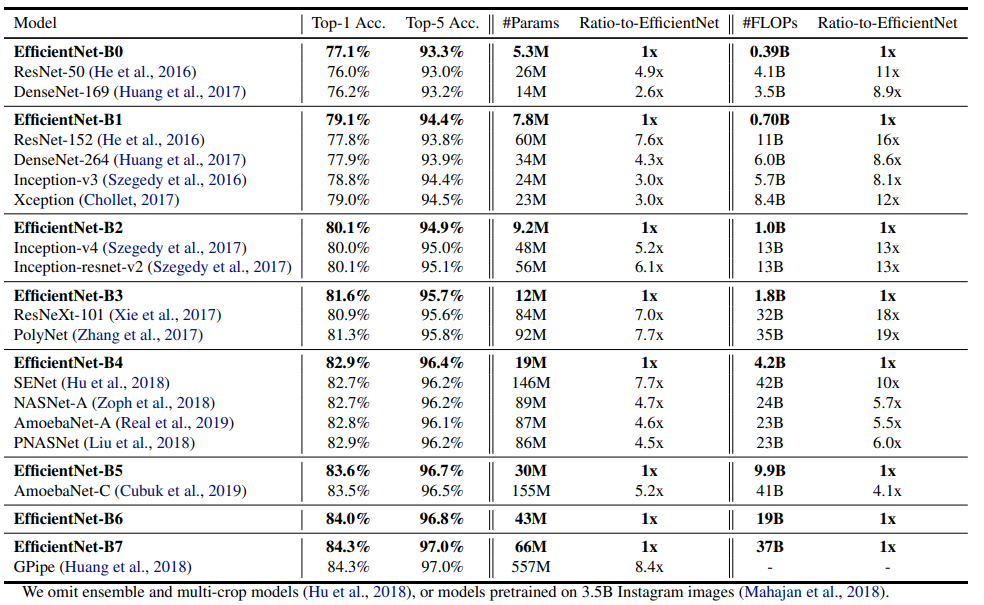 Model Top-1 Acc. Top-5 Acc. #Params Ratio-to-EfficientNet #FLOPs Ratio-to-EfficientNet
EfficientNet-B0 77.1% 93.3% 5.3M 1x 0.39B 1x
ResNet-50 (He et al., 2016) 76.0% 93.0% 26M 4.9x 4.1B 11x
DenseNet-169 (Huang et al., 2017) 76.2% 93.2% 14M 2.6x 3.5B 8.9x
EfficientNet-B1 79.1% 94.4% 7.8M 1x 0.70B 1x
ResNet-152 (He et al., 2016) 77.8% 93.8% 60M 7.6x 11B 16x
DenseNet-264 (Huang et al., 2017) 77.9% 93.9% 34M 4.3x 6.0B 8.6x
Inception-v3 (Szegedy et al., 2016) 78.8% 94.4% 24M 3.0x 5.7B 8.1x
Xception (Chollet, 2017) 79.0% 94.5% 23M 3.0x 8.4B 12x
EfficientNet-B2 80.1% 94.9% 9.2M 1x 1.0B 1x
Inception-v4 (Szegedy et al., 2017) 80.0% 95.0% 48M 5.2x 13B 13x
Inception-resnet-v2 (Szegedy et al., 2017) 80.1% 95.1% 56M 6.1x 13B 13x
EfficientNet-B3 81.6% 95.7% 12M 1x 1.8B 1x
ResNeXt-101 (Xie et al., 2017) 80.9% 95.6% 84M 7.0x 32B 18x
PolyNet (Zhang et al., 2017) 81.3% 95.8% 92M 7.7x 35B 19x
EfficientNet-B4 82.9% 96.4% 19M 1x 4.2B 1x
SENet (Hu et al., 2018) 82.7% 96.2% 146M 7.7x 42B 10x
NASNet-A (Zoph et al., 2018) 82.7% 96.2% 89M 4.7x 24B 5.7x
AmoebaNet-A (Real et al., 2019) 82.8% 96.1% 87M 4.6x 23B 5.5x
PNASNet (Liu et al., 2018) 82.9% 96.2% 86M 4.5x 23B 6.0x
EfficientNet-B5 83.6% 96.7% 30M 1x 9.9B 1x
AmoebaNet-C (Cubuk et al., 2019) 83.5% 96.5% 155M 5.2x 41B 4.1x
EfficientNet-B6 84.0% 96.8% 43M 1x 19B 1x
EfficientNet-B7 84.3% 97.0% 66M 1x 37B 1x
GPipe (Huang et al., 2018) 84.3% 97.0% 557M 8.4x - -
We omit ensemble and multi-crop models (Hu et al., 2018), or models pretrained on 3.5B Instagram images (Mahajan et al., 2018).